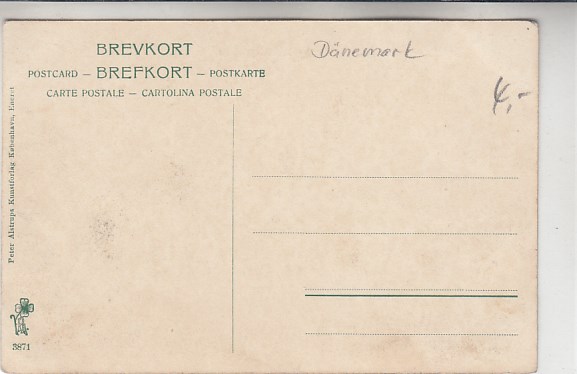 BREVKORT
POSTCARD – BREFKORT – POSTKARTE
CARTE POSTALE – CARTOLINA POSTALE
Dänemark
4,-
Peter Alstrups Kunstforlag København, Eneret
3871